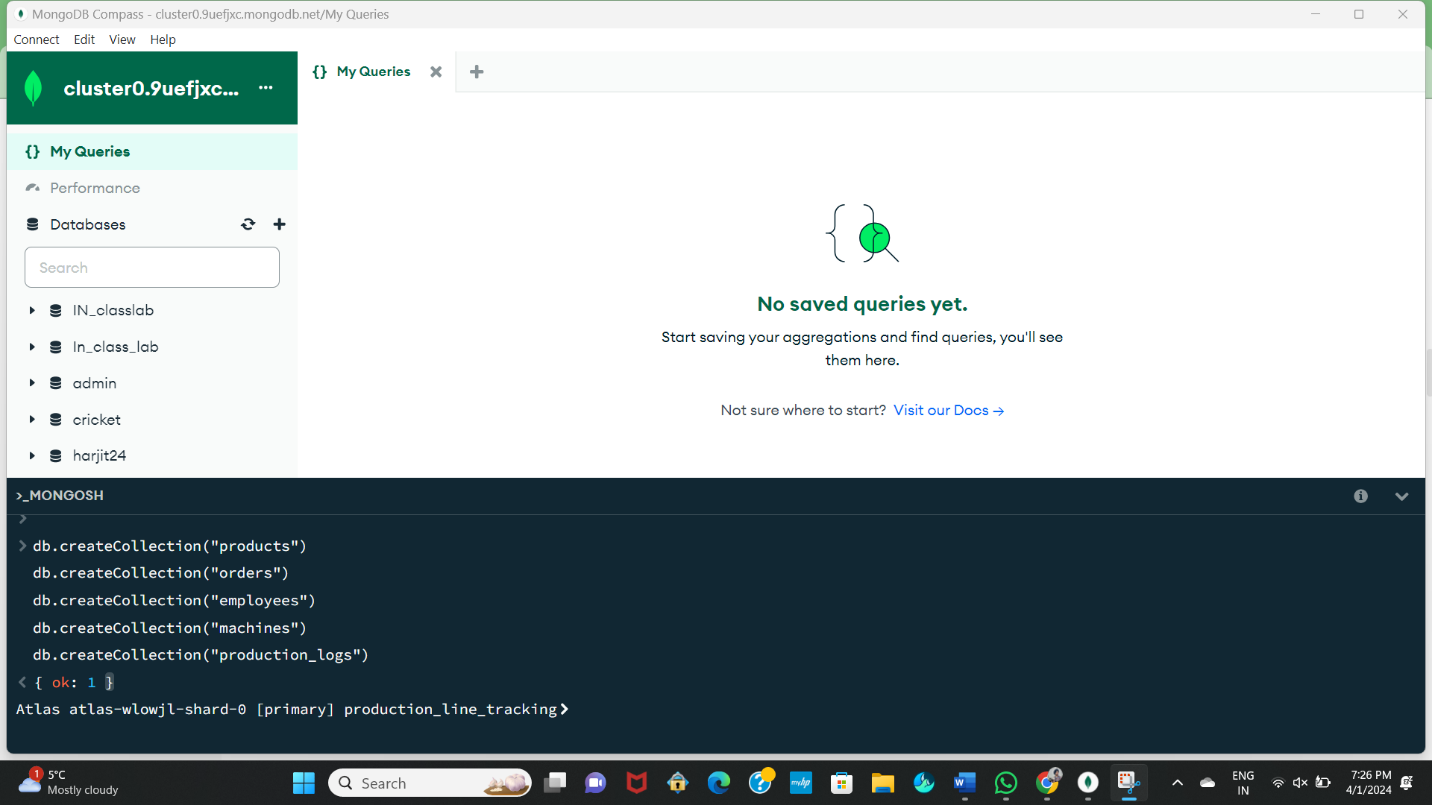 MongoDB Compass - cluster0.9uefjxc.mongodb.net/My Queries
Connect Edit View Help
cluster0.9uefjxc... ...
{} My Queries
{} My Queries
Performance
Databases
Search
IN_classlab
In_class_lab
admin
cricket
harjit24
No saved queries yet.
Start saving your aggregations and find queries, you'll see
them here.
Not sure where to start? Visit our Docs →
>_MONGOSH
>
> db.createCollection("products")
db.createCollection("orders")
db.createCollection("employees")
db.createCollection("machines")
db.createCollection("production_logs")
< { ok: 1 }
Atlas atlas-wlowjl-shard-0 [primary] production_line_tracking>
1
5°C
Mostly cloudy
Search
myhp
W
ENG
IN
7:26 PM
4/1/2024